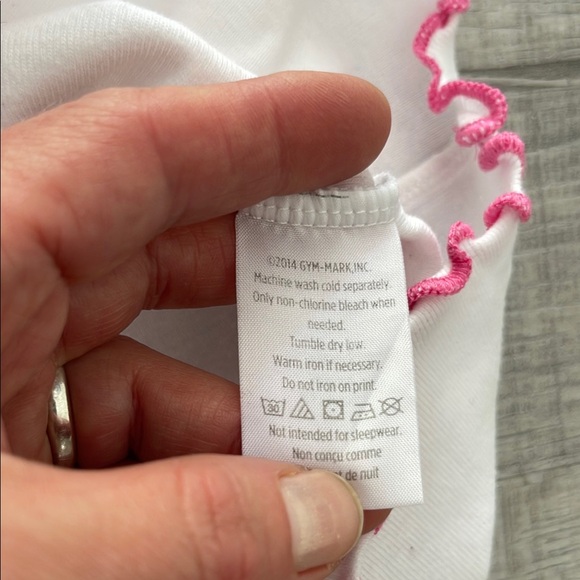 ©2014 GYM-MARK,INC.
Machine wash cold separately.
Only non-chlorine bleach when
needed.
Tumble dry low.
Warm iron if necessary.
Do not iron on print.
30
Not intended for sleepwear.
Non conçu comme
de nuit